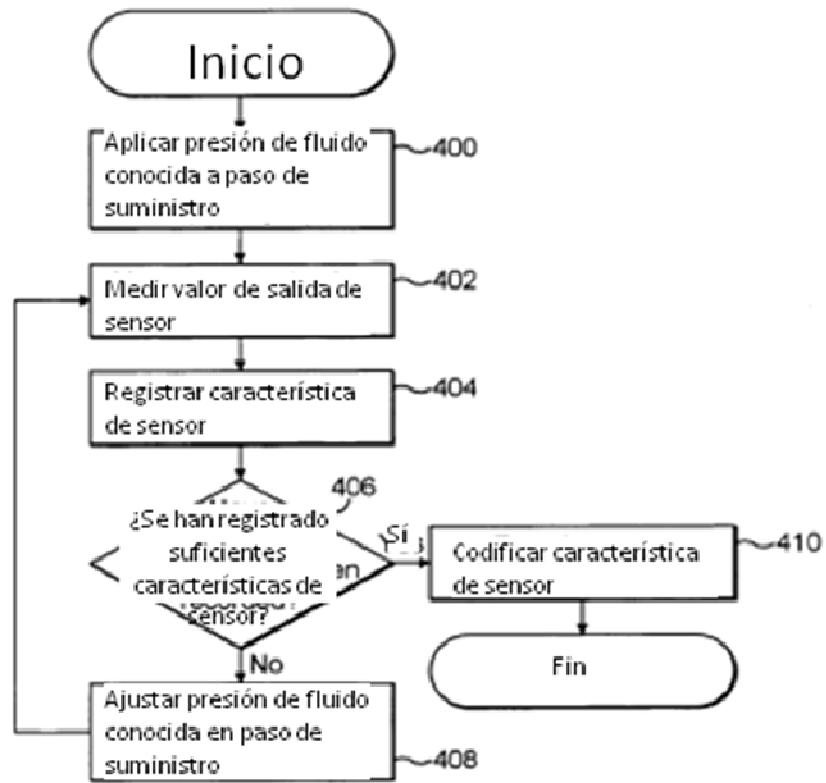 Inicio
Aplicar presión de fluido
conocida a paso de
suministro
400
Medir valor de salida de
sensor
402
Registrar característica
de sensor
404
406
¿Se han registrado
suficientes
características de
sensor?
Sí
Codificar característica
de sensor
410
Fin
No
Ajustar presión de fluido
conocida en paso de
suministro
408